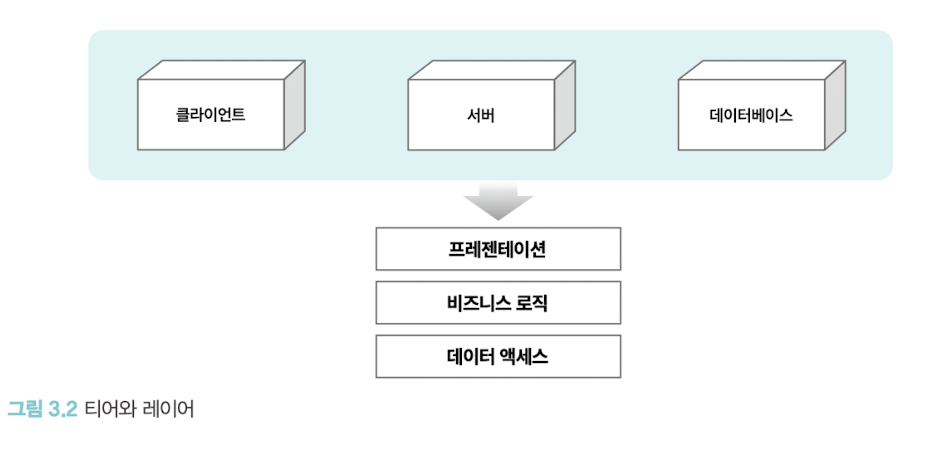 클라이언트
서버
데이터베이스
프레젠테이션
비즈니스 로직
데이터 액세스
그림 3.2 티어와 레이어